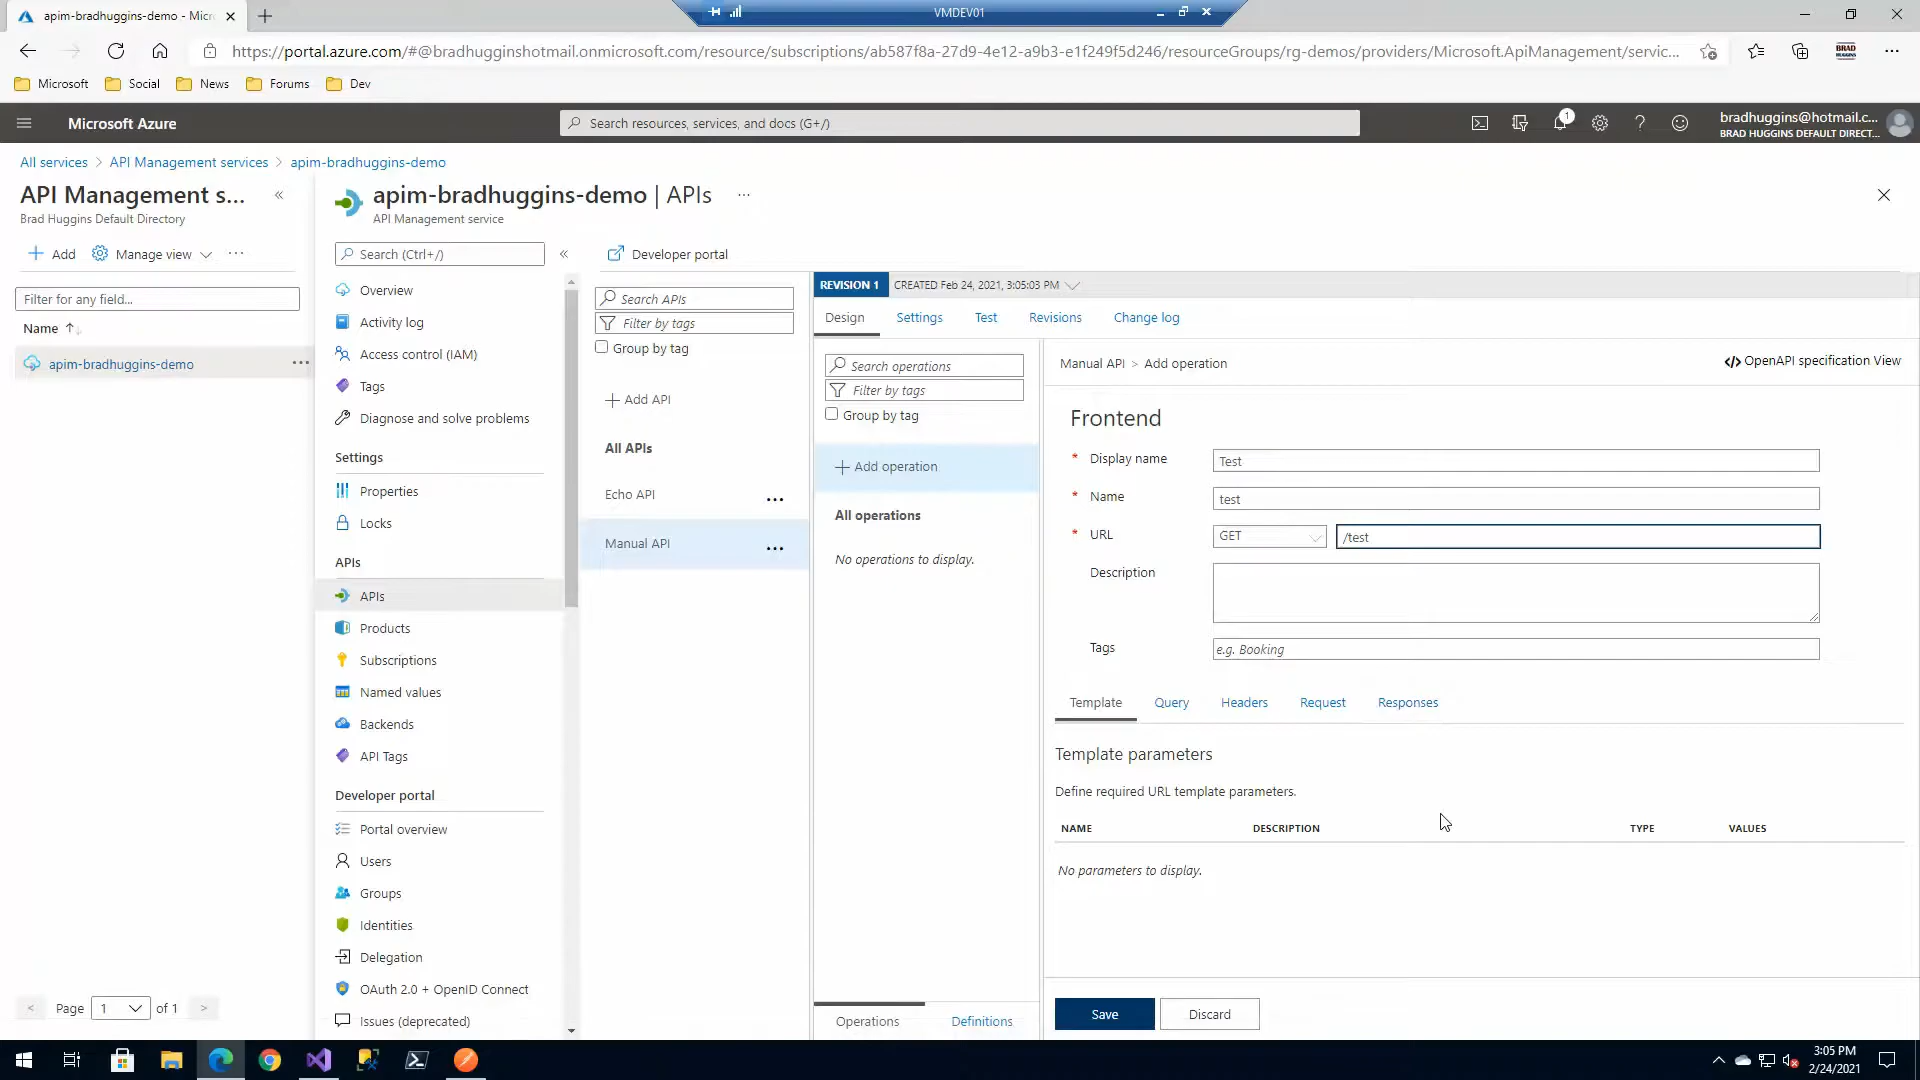 apim-bradhuggins-demo - Micr
VMDEV01
https://portal.azure.com/#@bradhugginshotmail.onmicrosoft.com/resource/subscriptions/ab587f8a-27d9-4e12-a9b3-e1f249f5d246/resourceGroups/rg-demos/providers/Microsoft.ApiManagement/servic...
BRAD
HUGGINS
Microsoft
Social
News
Forums
Dev
Microsoft Azure
Search resources, services, and docs (G+/)
1
bradhuggins@hotmail.c...
BRAD HUGGINS DEFAULT DIRECT...
All services > API Management services > apim-bradhuggins-demo
API Management s...
«
Brad Huggins Default Directory
+ Add
Manage view
...
Filter for any field...
Name ↑↓
apim-bradhuggins-demo
...
< Page 1 of 1 >
apim-bradhuggins-demo | APIs
...
API Management service
Search (Ctrl+/)
«
Overview
Activity log
Access control (IAM)
Tags
Diagnose and solve problems
Settings
Properties
Locks
APIs
APIs
Products
Subscriptions
Named values
Backends
API Tags
Developer portal
Portal overview
Users
Groups
Identities
Delegation
OAuth 2.0 + OpenID Connect
Issues (deprecated)
Developer portal
Search APIs
Filter by tags
Group by tag
+ Add API
All APIs
Echo API
...
Manual API
...
REVISION 1
CREATED Feb 24, 2021, 3:05:03 PM
Design
Settings
Test
Revisions
Change log
Search operations
Filter by tags
Group by tag
+ Add operation
All operations
No operations to display.
Operations
Definitions
Manual API > Add operation
</> OpenAPI specification View
Frontend
* Display name
Test
* Name
test
* URL
GET
/test
Description
Tags
e.g. Booking
Template
Query
Headers
Request
Responses
Template parameters
Define required URL template parameters.
NAME
DESCRIPTION
TYPE
VALUES
No parameters to display.
Save
Discard
3:05 PM
2/24/2021